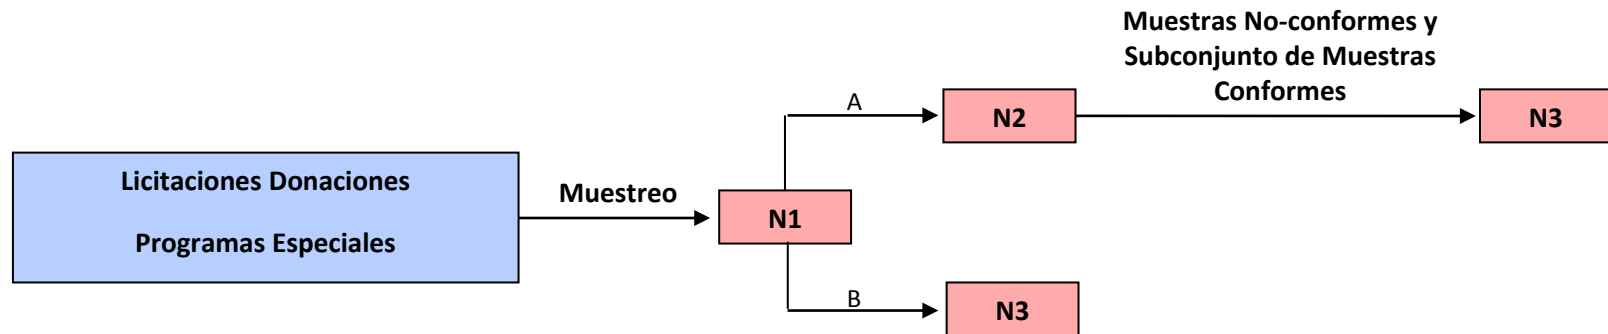 Muestras No-conformes y
Subconjunto de Muestras
Conformes
A
N2
N3
Licitaciones Donaciones
Programas Especiales
Muestreo
N1
B
N3